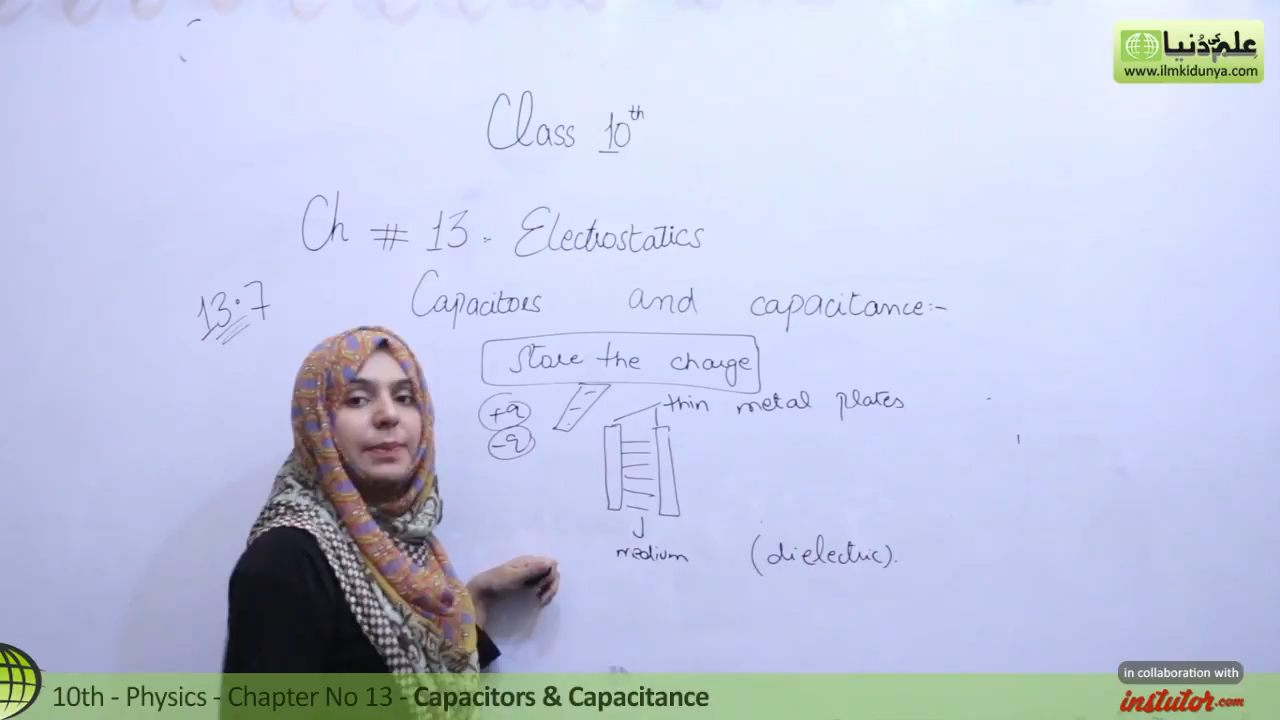 علم کی دنیا
www.ilmkidunya.com
Class 10th
Ch # 13. Electrostatics
13.7 Capacitors and capacitance:-
Store the charge
+q thin metal plates
-q
medium (dielectric).
in collaboration with
instutor.com
10th - Physics - Chapter No 13 - Capacitors & Capacitance